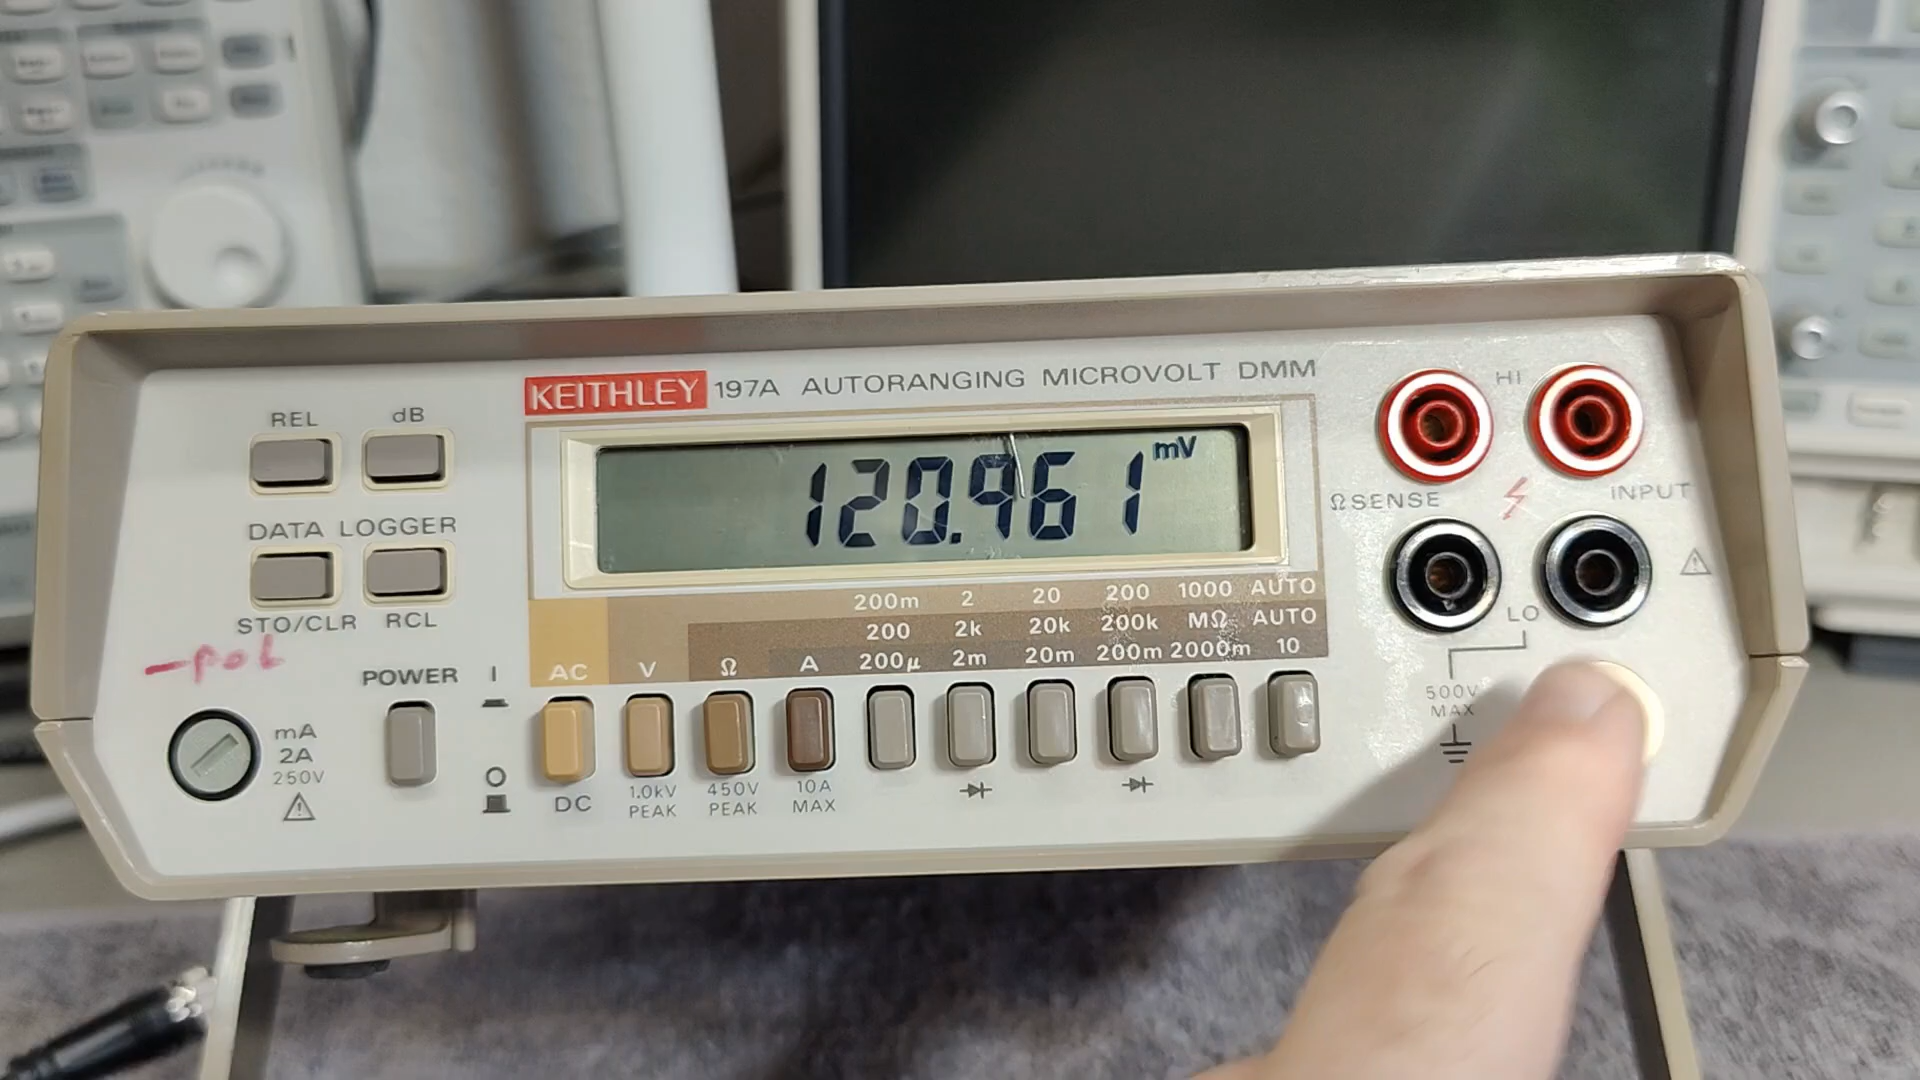 KEITHLEY 197A AUTORANGING MICROVOLT DMM
REL dB
DATA LOGGER
STO/CLR RCL
-pol
120.961 mV
HI
Ω SENSE INPUT
LO
500V
MAX
200m 2 20 200 1000 AUTO
200 2k 20k 200k MΩ AUTO
200μ 2m 20m 200m 2000m 10
AC V Ω A
POWER I
O
mA
2A
250V
DC
1.0kV
PEAK
450V
PEAK
10A
MAX